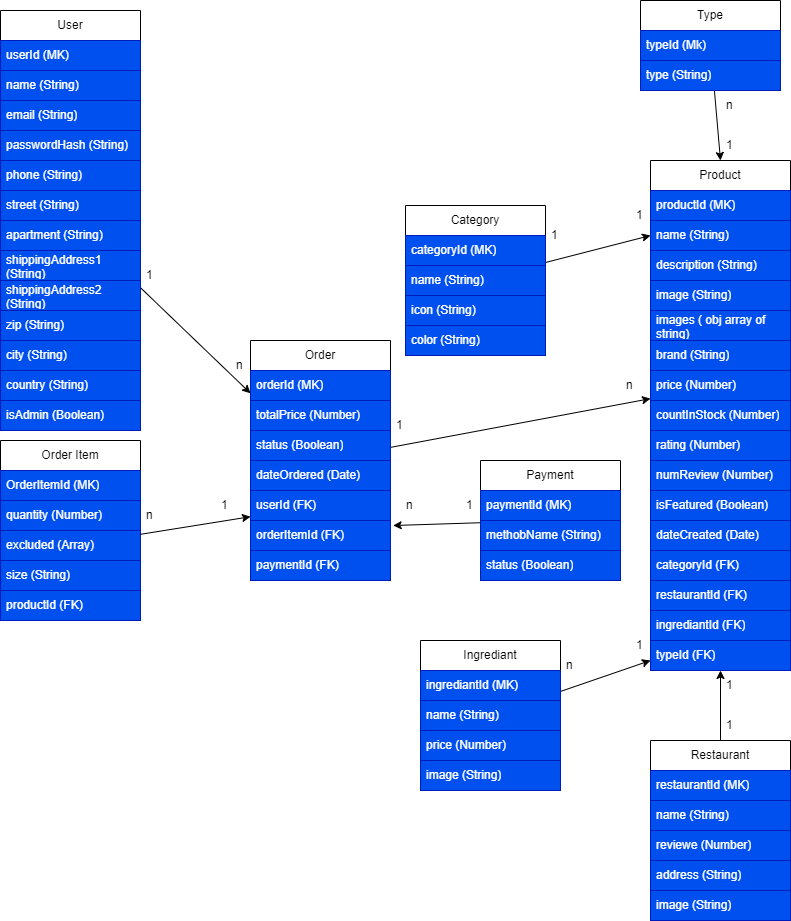 User
userId (MK)
name (String)
email (String)
passwordHash (String)
phone (String)
street (String)
apartment (String)
shippingAddress1
(String)
shippingAddress2
(String)
zip (String)
city (String)
country (String)
isAdmin (Boolean)
1
n
Order Item
OrderItemId (MK)
quantity (Number)
excluded (Array)
size (String)
productId (FK)
n
1
Order
orderId (MK)
totalPrice (Number)
status (Boolean)
dateOrdered (Date)
userId (FK)
orderItemId (FK)
paymentId (FK)
1
n
Category
categoryId (MK)
name (String)
icon (String)
color (String)
1
1
Payment
paymentId (MK)
methobName (String)
status (Boolean)
n
1
Ingrediant
ingrediantId (MK)
name (String)
price (Number)
image (String)
n
1
Type
typeId (Mk)
type (String)
n
1
Product
productId (MK)
name (String)
description (String)
image (String)
images ( obj array of
string)
brand (String)
price (Number)
countInStock (Number)
rating (Number)
numReview (Number)
isFeatured (Boolean)
dateCreated (Date)
categoryId (FK)
restaurantId (FK)
ingrediantId (FK)
typeId (FK)
1
1
Restaurant
restaurantId (MK)
name (String)
reviewe (Number)
address (String)
image (String)